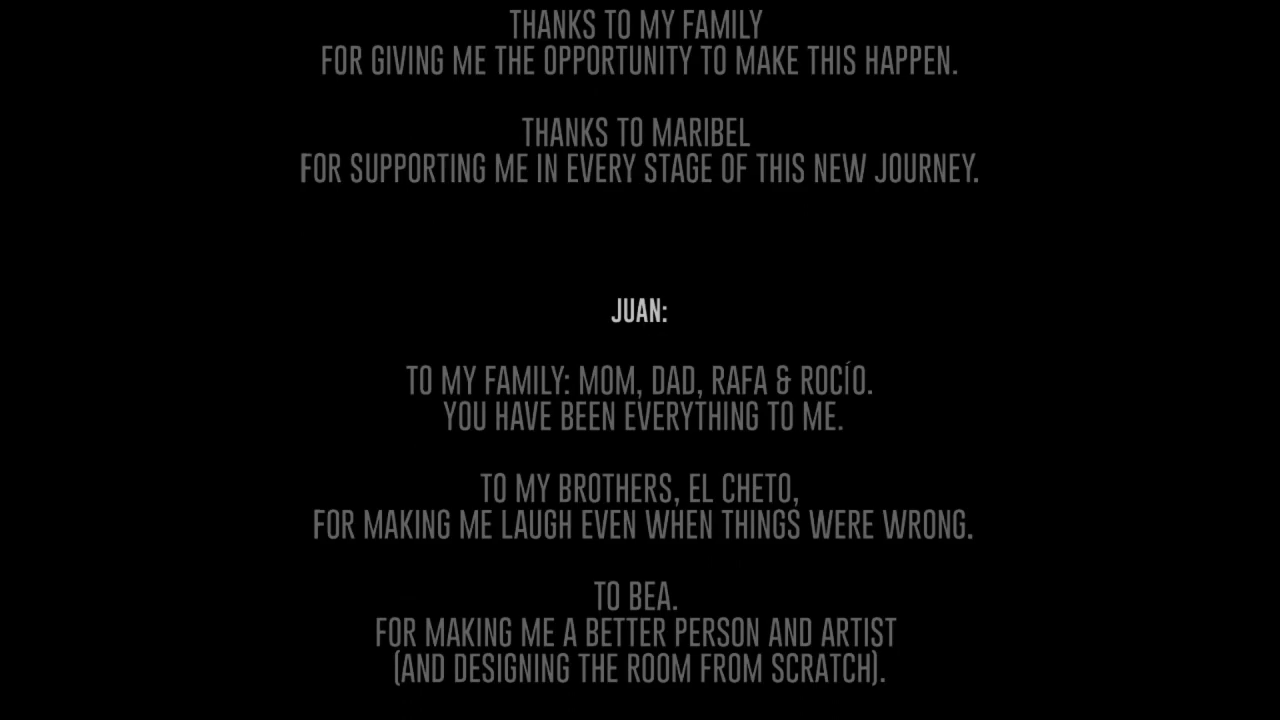 THANKS TO MY FAMILY
FOR GIVING ME THE OPPORTUNITY TO MAKE THIS HAPPEN.
THANKS TO MARIBEL
FOR SUPPORTING ME IN EVERY STAGE OF THIS NEW JOURNEY.
JUAN:
TO MY FAMILY: MOM, DAD, RAFA & ROCÍO.
YOU HAVE BEEN EVERYTHING TO ME.
TO MY BROTHERS, EL CHETO,
FOR MAKING ME LAUGH EVEN WHEN THINGS WERE WRONG.
TO BEA.
FOR MAKING ME A BETTER PERSON AND ARTIST
(AND DESIGNING THE ROOM FROM SCRATCH).